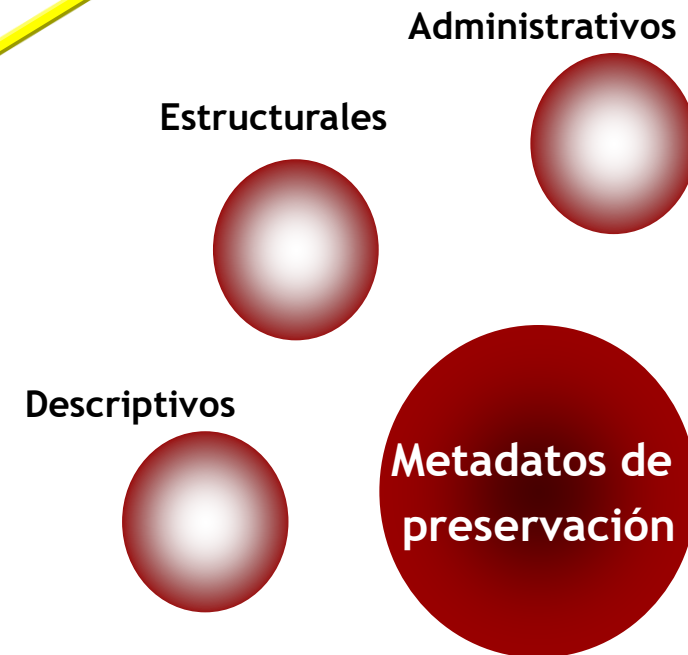 Administrativos
Estructurales
Descriptivos
Metadatos de
preservación